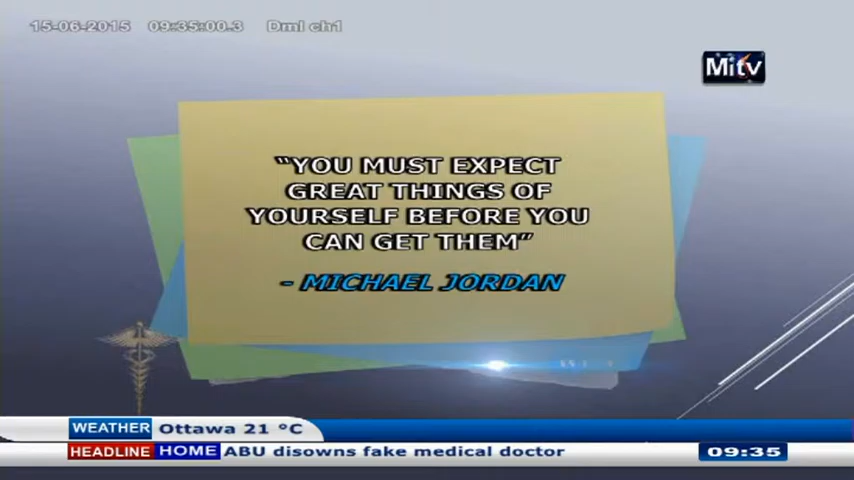 15-06-2015 09:35:00.3 Dml ch1
Mitv
“YOU MUST EXPECT
GREAT THINGS OF
YOURSELF BEFORE YOU
CAN GET THEM”
- MICHAEL JORDAN
WEATHER Ottawa 21 °C
HEADLINE HOME ABU disowns fake medical doctor 09:35